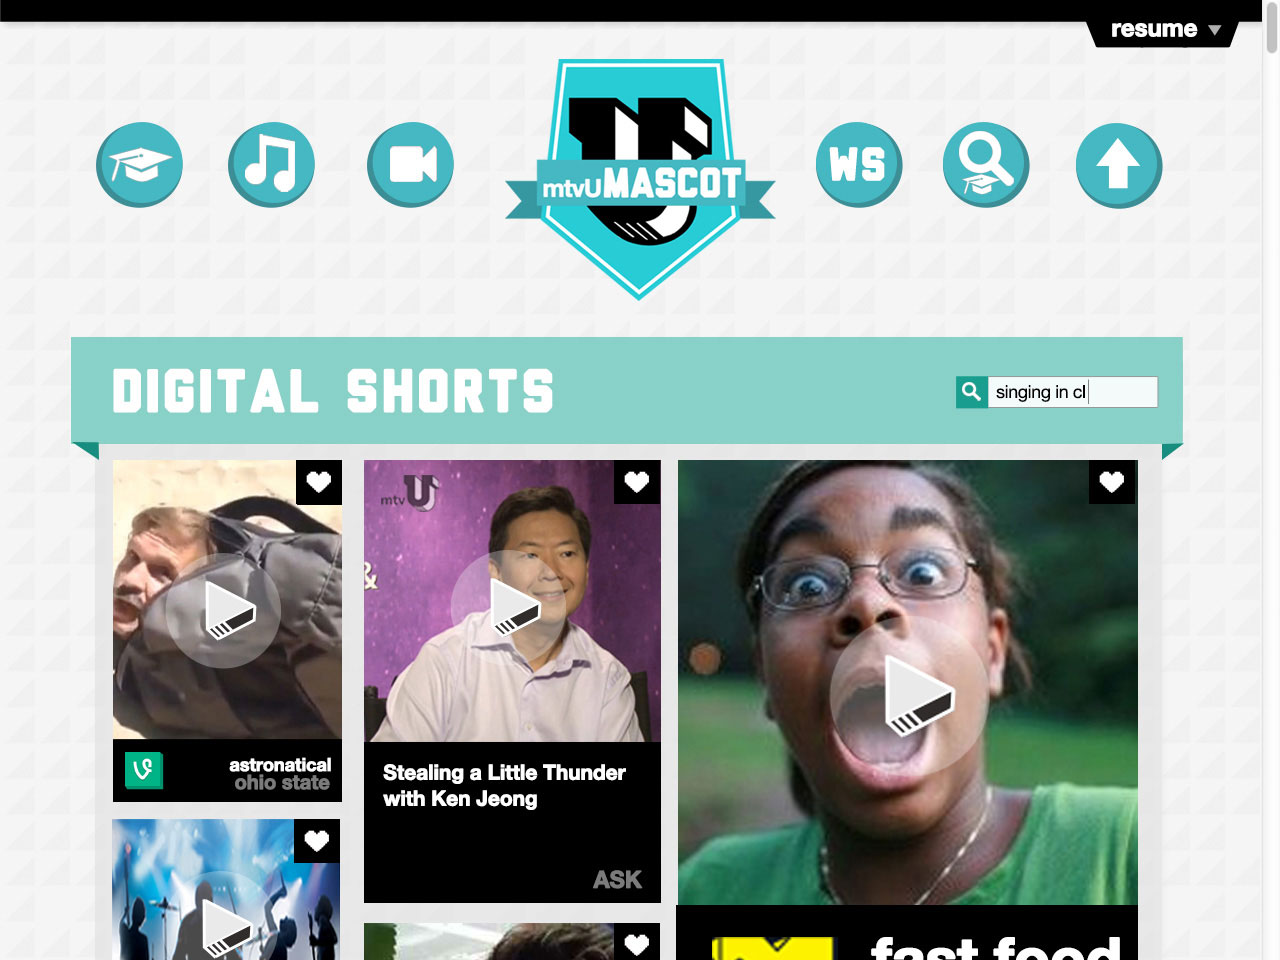 resume
WS
mtvU MASCOT
DIGITAL SHORTS
singing in cl
mtvU
&
astronatical
ohio state
Stealing a Little Thunder
with Ken Jeong
ASK
fast food